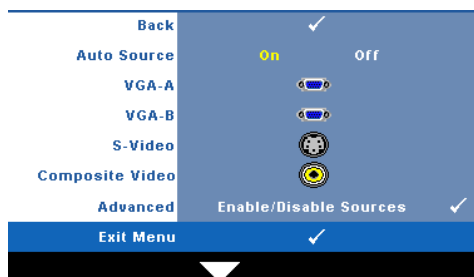 Back
Auto Source On Off
VGA-A
VGA-B
S-Video
Composite Video
Advanced Enable/Disable Sources
Exit Menu